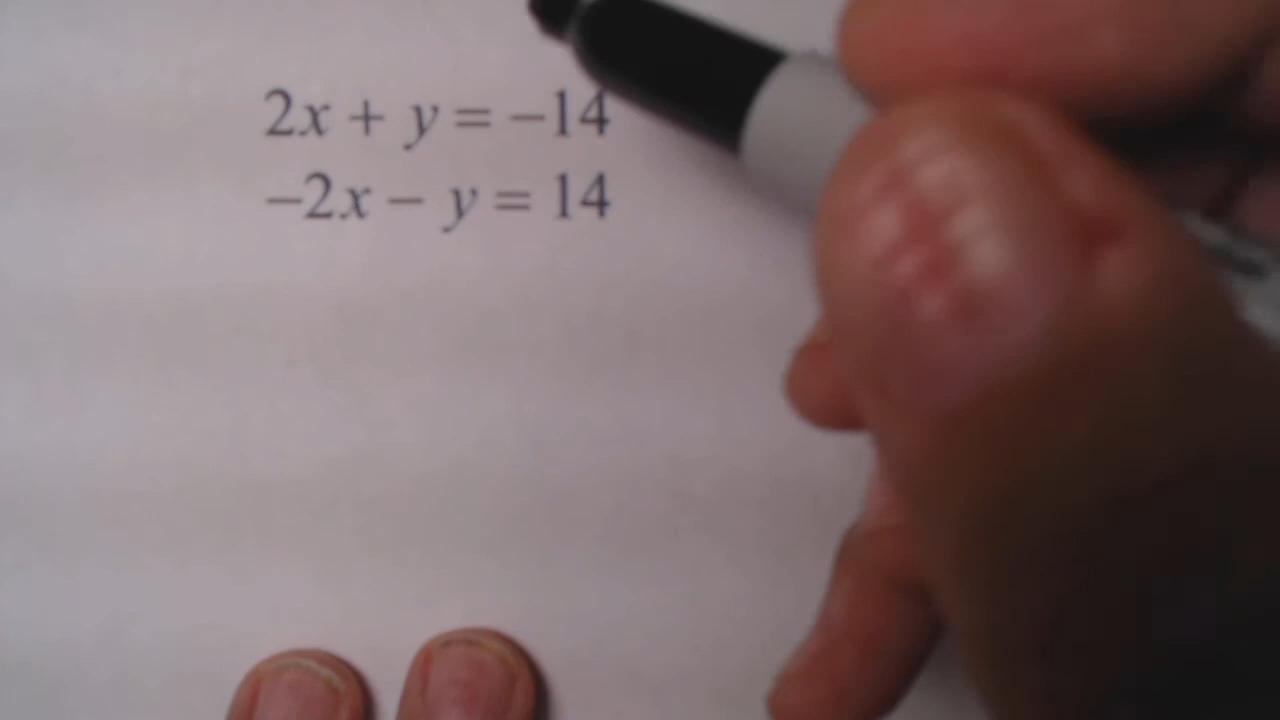 2x + y = −14
−2x − y = 14